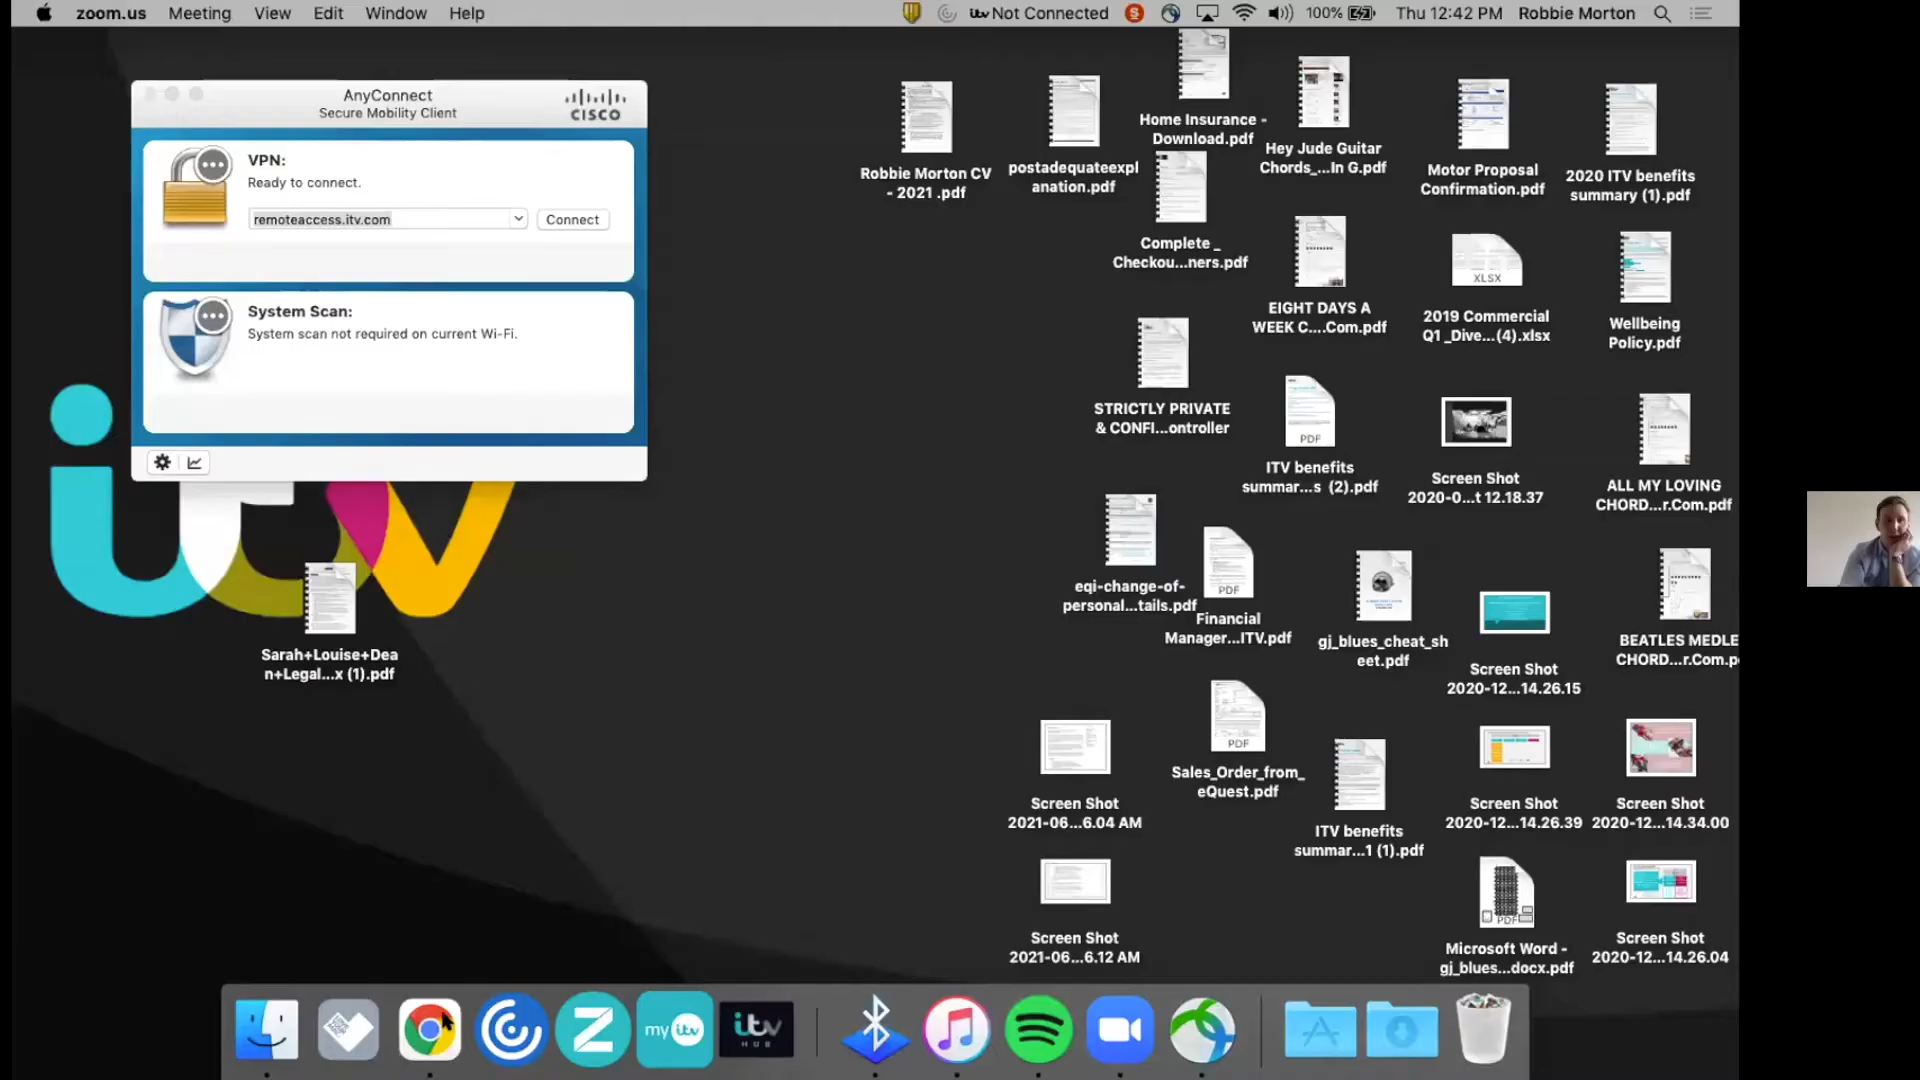 zoom.us Meeting View Edit Window Help
itv Not Connected 100% Thu 12:42 PM Robbie Morton
AnyConnect
Secure Mobility Client
CISCO
VPN:
Ready to connect.
remoteaccess.itv.com
Connect
System Scan:
System scan not required on current Wi-Fi.
itv
Sarah+Louise+Dea
n+Legal...x (1).pdf
Robbie Morton CV
- 2021 .pdf
postadequateexpl
anation.pdf
Home Insurance -
Download.pdf
Hey Jude Guitar
Chords_...In G.pdf
Motor Proposal
Confirmation.pdf
2020 ITV benefits
summary (1).pdf
Complete _
Checkou...ners.pdf
EIGHT DAYS A
WEEK C....Com.pdf
XLSX
2019 Commercial
Q1 _Dive...(4).xlsx
Wellbeing
Policy.pdf
STRICTLY PRIVATE
& CONFI...ontroller
PDF
ITV benefits
summar...s (2).pdf
Screen Shot
2020-0...t 12.18.37
ALL MY LOVING
CHORD...r.Com.pdf
eqi-change-of-
personal...tails.pdf
PDF
Financial
Manager...ITV.pdf
gj_blues_cheat_sh
eet.pdf
Screen Shot
2020-12...14.26.15
BEATLES MEDLE
CHORD...r.Com.p
Screen Shot
2021-06...6.04 AM
PDF
Sales_Order_from_
eQuest.pdf
ITV benefits
summar...1 (1).pdf
Screen Shot
2020-12...14.26.39
Screen Shot
2020-12...14.34.00
Screen Shot
2021-06...6.12 AM
PDF
Microsoft Word -
gj_blues...docx.pdf
Screen Shot
2020-12...14.26.04
my itv
itv
HUB